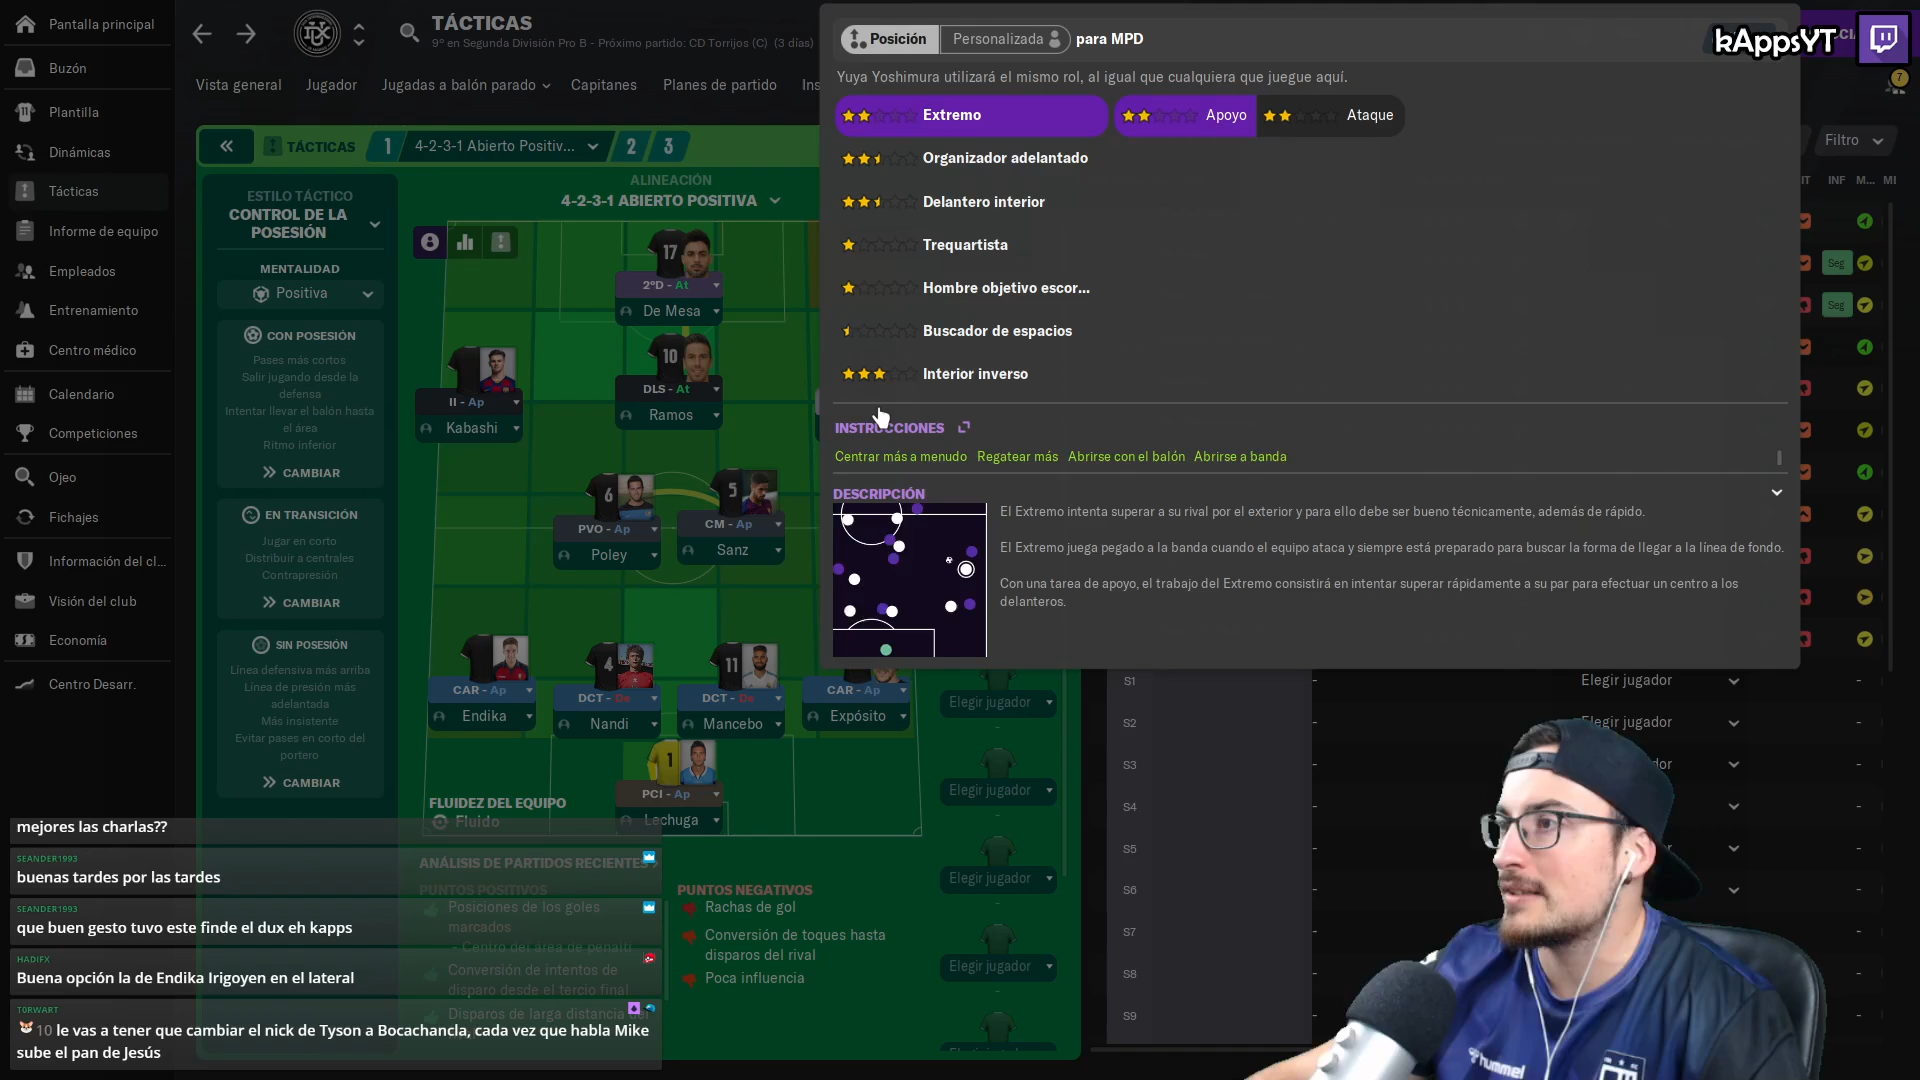 Pantalla principal
Buzón
Plantilla
Dinámicas
Tácticas
Informe de equipo
Empleados
Entrenamiento
Centro médico
Calendario
Competiciones
Ojeo
Fichajes
Información del cl...
Visión del club
Economía
Centro Desarr.
DUX
TÁCTICAS
9º en Segunda División Pro B - Próximo partido: CD Torrijos (C) (3 días)
Vista general
Jugador
Jugadas a balón parado
Capitanes
Planes de partido
Ins
TÁCTICAS
1
4-2-3-1 Abierto Positiv...
2
3
ESTILO TÁCTICO
CONTROL DE LA
POSESIÓN
MENTALIDAD
Positiva
CON POSESIÓN
Pases más cortos
Salir jugando desde la
defensa
Intentar llevar el balón hasta
el área
Ritmo inferior
CAMBIAR
EN TRANSICIÓN
Jugar en corto
Distribuir a centrales
Contrapresión
CAMBIAR
SIN POSESIÓN
Línea defensiva más arriba
Línea de presión más
adelantada
Más insistente
Evitar pases en corto del
portero
CAMBIAR
ALINEACIÓN
4-2-3-1 ABIERTO POSITIVA
17
2ºD - At
De Mesa
10
DLS - At
Ramos
II - Ap
Kabashi
6
PVO - Ap
Poley
5
CM - Ap
Sanz
CAR - Ap
Endika
4
DCT - De
Nandi
11
DCT - De
Mancebo
CAR - Ap
Expósito
1
PCI - Ap
Lechuga
FLUIDEZ DEL EQUIPO
Fluido
ANÁLISIS DE PARTIDOS RECIENTES
PUNTOS POSITIVOS
Posiciones de los goles
marcados
- Centro del área de penalti
Conversión de intentos de
disparo desde el tercio final
Disparos de larga distancia del
PUNTOS NEGATIVOS
Rachas de gol
Conversión de toques hasta
disparos del rival
Poca influencia
Elegir jugador
Elegir jugador
Elegir jugador
Elegir jugador
Posición
Personalizada
para MPD
Yuya Yoshimura utilizará el mismo rol, al igual que cualquiera que juegue aquí.
Extremo
Apoyo
Ataque
Organizador adelantado
Delantero interior
Trequartista
Hombre objetivo escor...
Buscador de espacios
Interior inverso
INSTRUCCIONES
Centrar más a menudo Regatear más Abrirse con el balón Abrirse a banda
DESCRIPCIÓN
El Extremo intenta superar a su rival por el exterior y para ello debe ser bueno técnicamente, además de rápido.
El Extremo juega pegado a la banda cuando el equipo ataca y siempre está preparado para buscar la forma de llegar a la línea de fondo.
Con una tarea de apoyo, el trabajo del Extremo consistirá en intentar superar rápidamente a su par para efectuar un centro a los
delanteros.
kAppsYT
7
Filtro
INF
M...
MI
Seg
Seg
S1
Elegir jugador
S2
Elegir jugador
S3
S4
S5
S6
S7
S8
S9
mejores las charlas??
SEANDER1993
buenas tardes por las tardes
SEANDER1993
que buen gesto tuvo este finde el dux eh kapps
HADIFX
Buena opción la de Endika Irigoyen en el lateral
T0RWART
10 le vas a tener que cambiar el nick de Tyson a Bocachancla, cada vez que habla Mike
sube el pan de Jesús
hummel